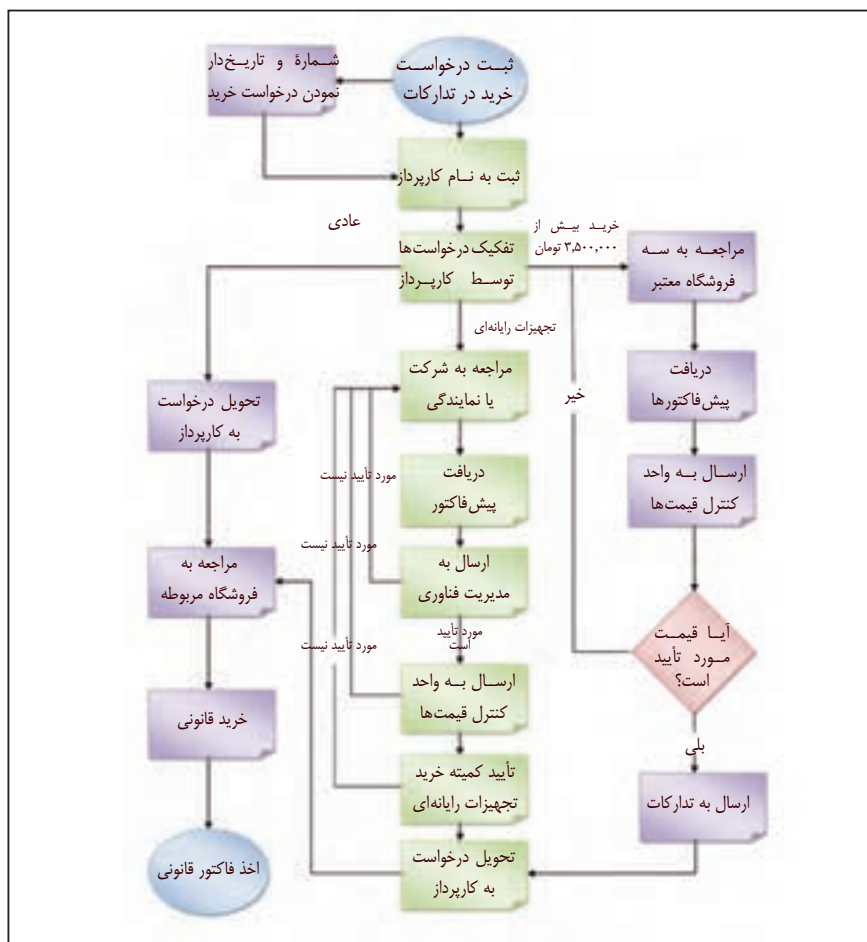 ثبت درخواست
خرید در تدارکات
شمارۀ و تاریخ‌دار
نمودن درخواست خرید
ثبت به نام کارپرداز
عادی
تفکیک درخواست‌ها
توسط کارپرداز
خرید بیش از
۳,۵۰۰,۰۰۰ تومان
مراجعه به سه
فروشگاه معتبر
تجهیزات رایانه‌ای
دریافت
پیش‌فاکتورها
خیر
ارسال به واحد
کنترل قیمت‌ها
آیا قیمت
مورد تأیید
است؟
بلی
ارسال به تدارکات
مراجعه به شرکت
یا نمایندگی
دریافت
پیش‌فاکتور
مورد تأیید نیست
ارسال به
مدیریت فناوری
مورد تأیید نیست
مورد تأیید
است
مورد تأیید نیست
ارسال به واحد
کنترل قیمت‌ها
تأیید کمیته خرید
تجهیزات رایانه‌ای
تحویل درخواست
به کارپرداز
تحویل درخواست
به کارپرداز
مراجعه به
فروشگاه مربوطه
خرید قانونی
اخذ فاکتور قانونی